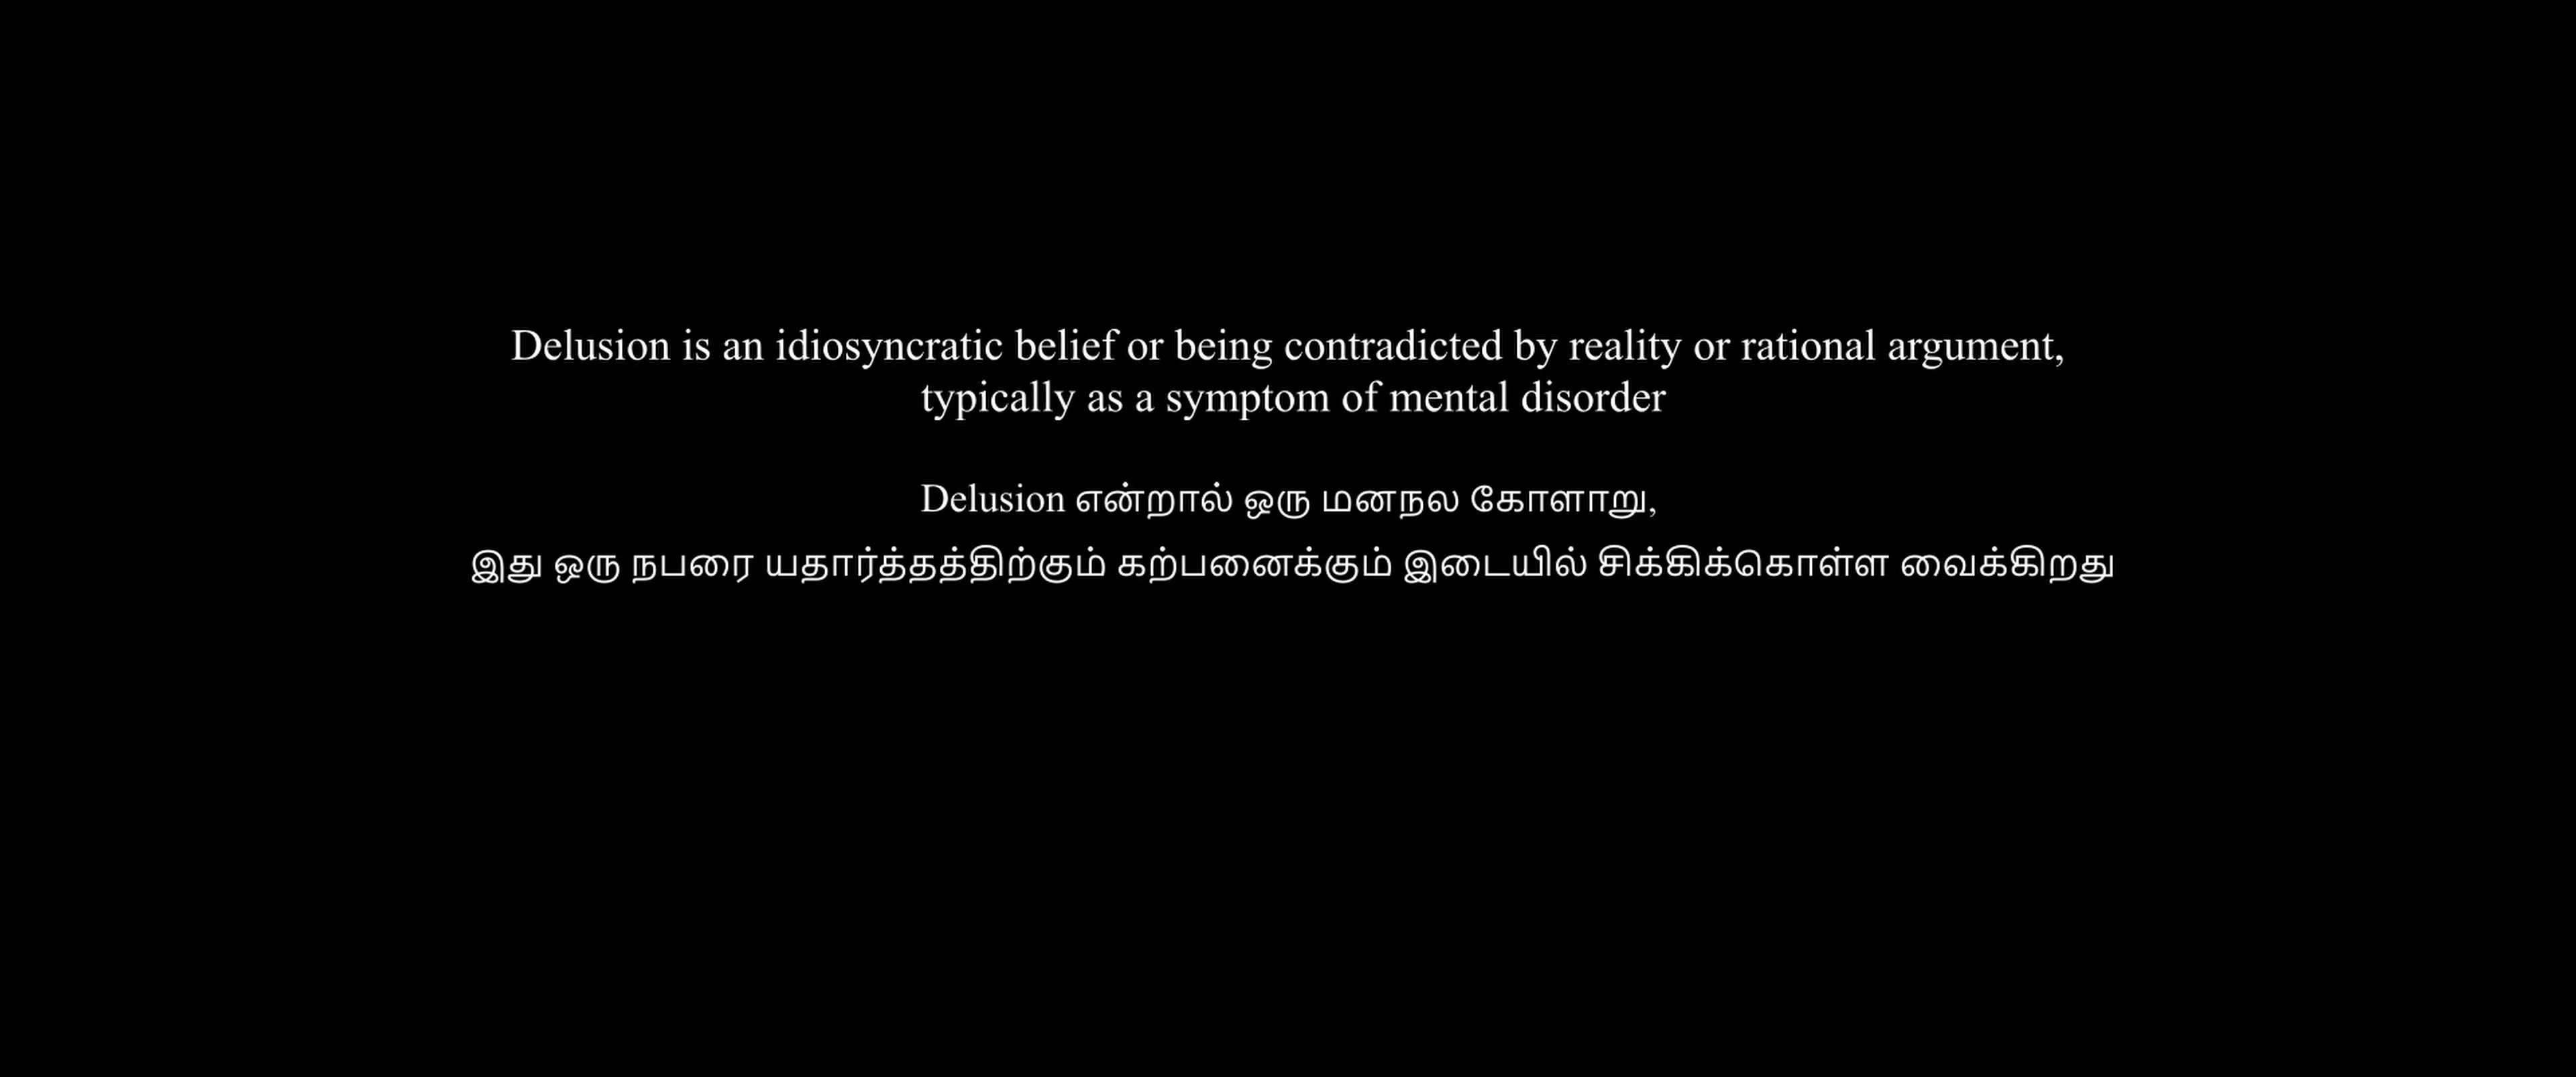 Delusion is an idiosyncratic belief or being contradicted by reality or rational argument,
typically as a symptom of mental disorder
Delusion என்றால் ஒரு மனநல கோளாறு,
இது ஒரு நபரை யதார்த்தத்திற்கும் கற்பனைக்கும் இடையில் சிக்கிக்கொள்ள வைக்கிறது